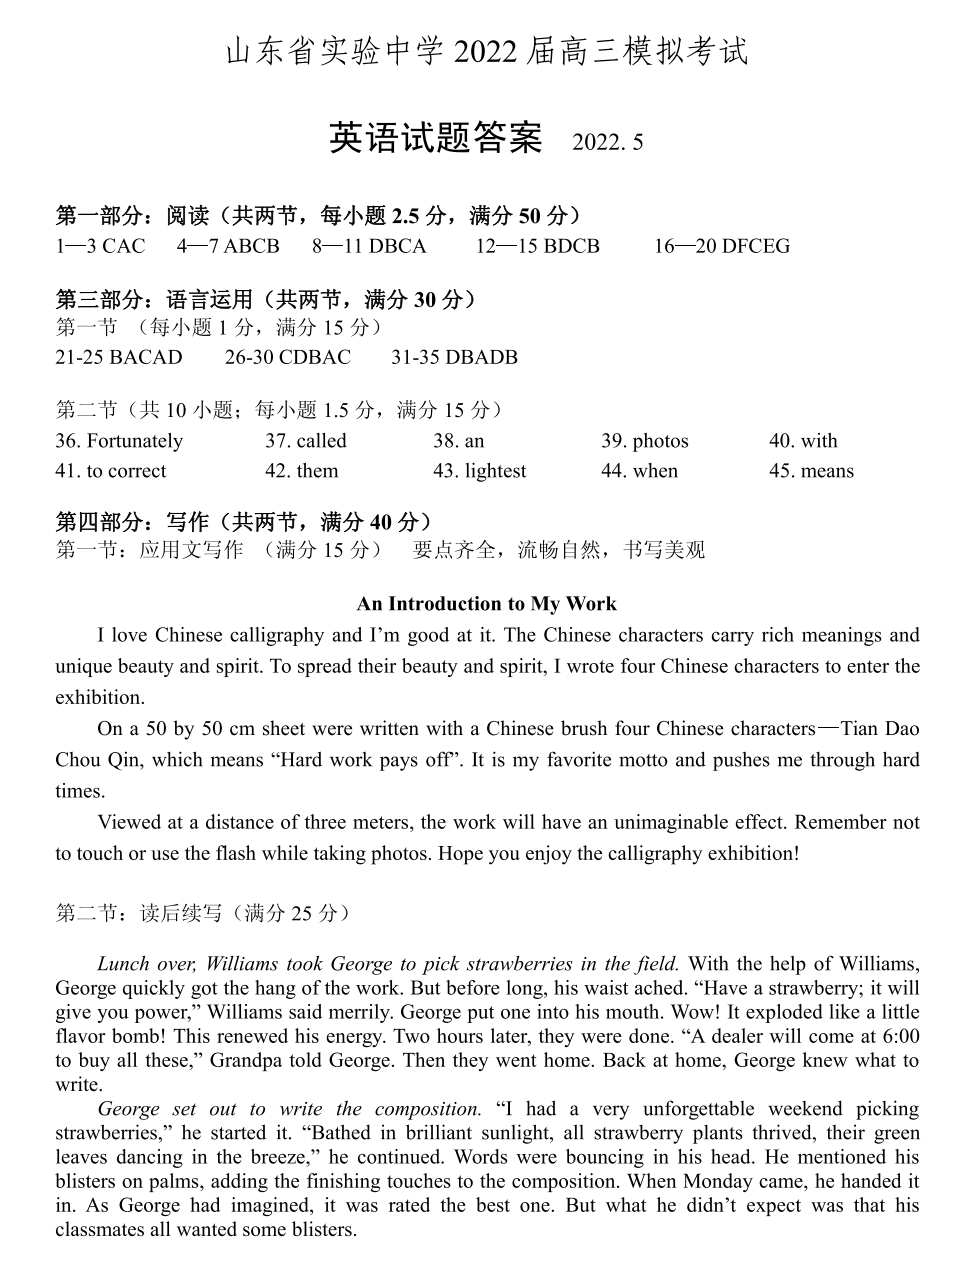 山东省实验中学 2022 届高三模拟考试
英语试题答案 2022. 5
第一部分：阅读（共两节，每小题 2.5 分，满分 50 分）
1—3 CAC 4—7 ABCB 8—11 DBCA 12—15 BDCB 16—20 DFCEG
第三部分：语言运用（共两节，满分 30 分）
第一节 （每小题 1 分，满分 15 分）
21-25 BACAD 26-30 CDBAC 31-35 DBADB
第二节（共 10 小题；每小题 1.5 分，满分 15 分）
36. Fortunately 37. called 38. an 39. photos 40. with
41. to correct 42. them 43. lightest 44. when 45. means
第四部分：写作（共两节，满分 40 分）
第一节：应用文写作 （满分 15 分） 要点齐全，流畅自然，书写美观
An Introduction to My Work
I love Chinese calligraphy and I’m good at it. The Chinese characters carry rich meanings and
unique beauty and spirit. To spread their beauty and spirit, I wrote four Chinese characters to enter the
exhibition.
On a 50 by 50 cm sheet were written with a Chinese brush four Chinese characters—Tian Dao
Chou Qin, which means “Hard work pays off”. It is my favorite motto and pushes me through hard
times.
Viewed at a distance of three meters, the work will have an unimaginable effect. Remember not
to touch or use the flash while taking photos. Hope you enjoy the calligraphy exhibition!
第二节：读后续写（满分 25 分）
Lunch over, Williams took George to pick strawberries in the field. With the help of Williams,
George quickly got the hang of the work. But before long, his waist ached. “Have a strawberry; it will
give you power,” Williams said merrily. George put one into his mouth. Wow! It exploded like a little
flavor bomb! This renewed his energy. Two hours later, they were done. “A dealer will come at 6:00
to buy all these,” Grandpa told George. Then they went home. Back at home, George knew what to
write.
George set out to write the composition. “I had a very unforgettable weekend picking
strawberries,” he started it. “Bathed in brilliant sunlight, all strawberry plants thrived, their green
leaves dancing in the breeze,” he continued. Words were bouncing in his head. He mentioned his
blisters on palms, adding the finishing touches to the composition. When Monday came, he handed it
in. As George had imagined, it was rated the best one. But what he didn’t expect was that his
classmates all wanted some blisters.